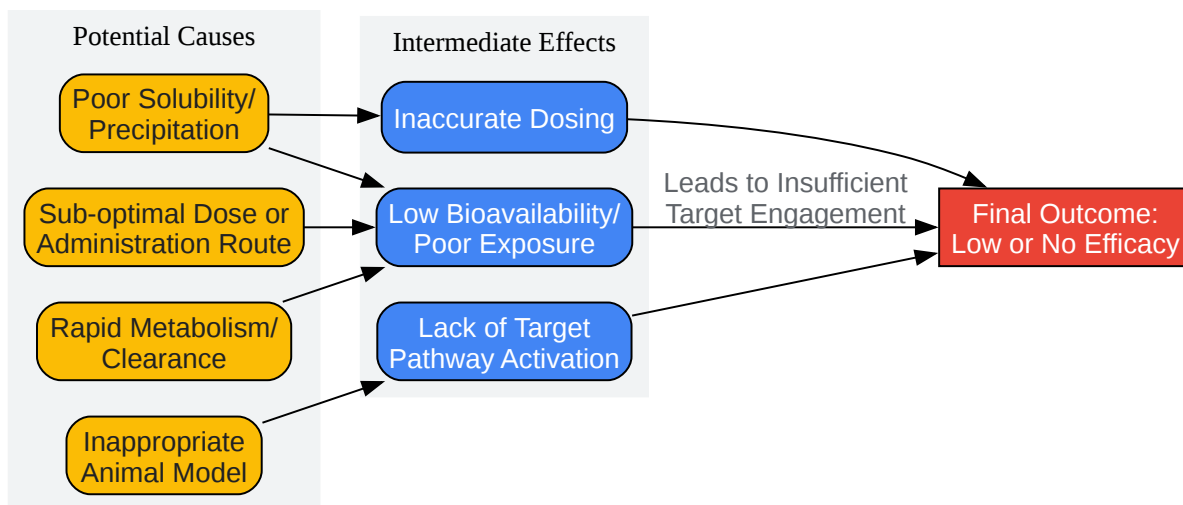 Potential Causes
Poor Solubility/
Precipitation
Sub-optimal Dose or
Administration Route
Rapid Metabolism/
Clearance
Inappropriate
Animal Model
Intermediate Effects
Inaccurate Dosing
Low Bioavailability/
Poor Exposure
Lack of Target
Pathway Activation
Leads to Insufficient
Target Engagement
Final Outcome:
Low or No Efficacy